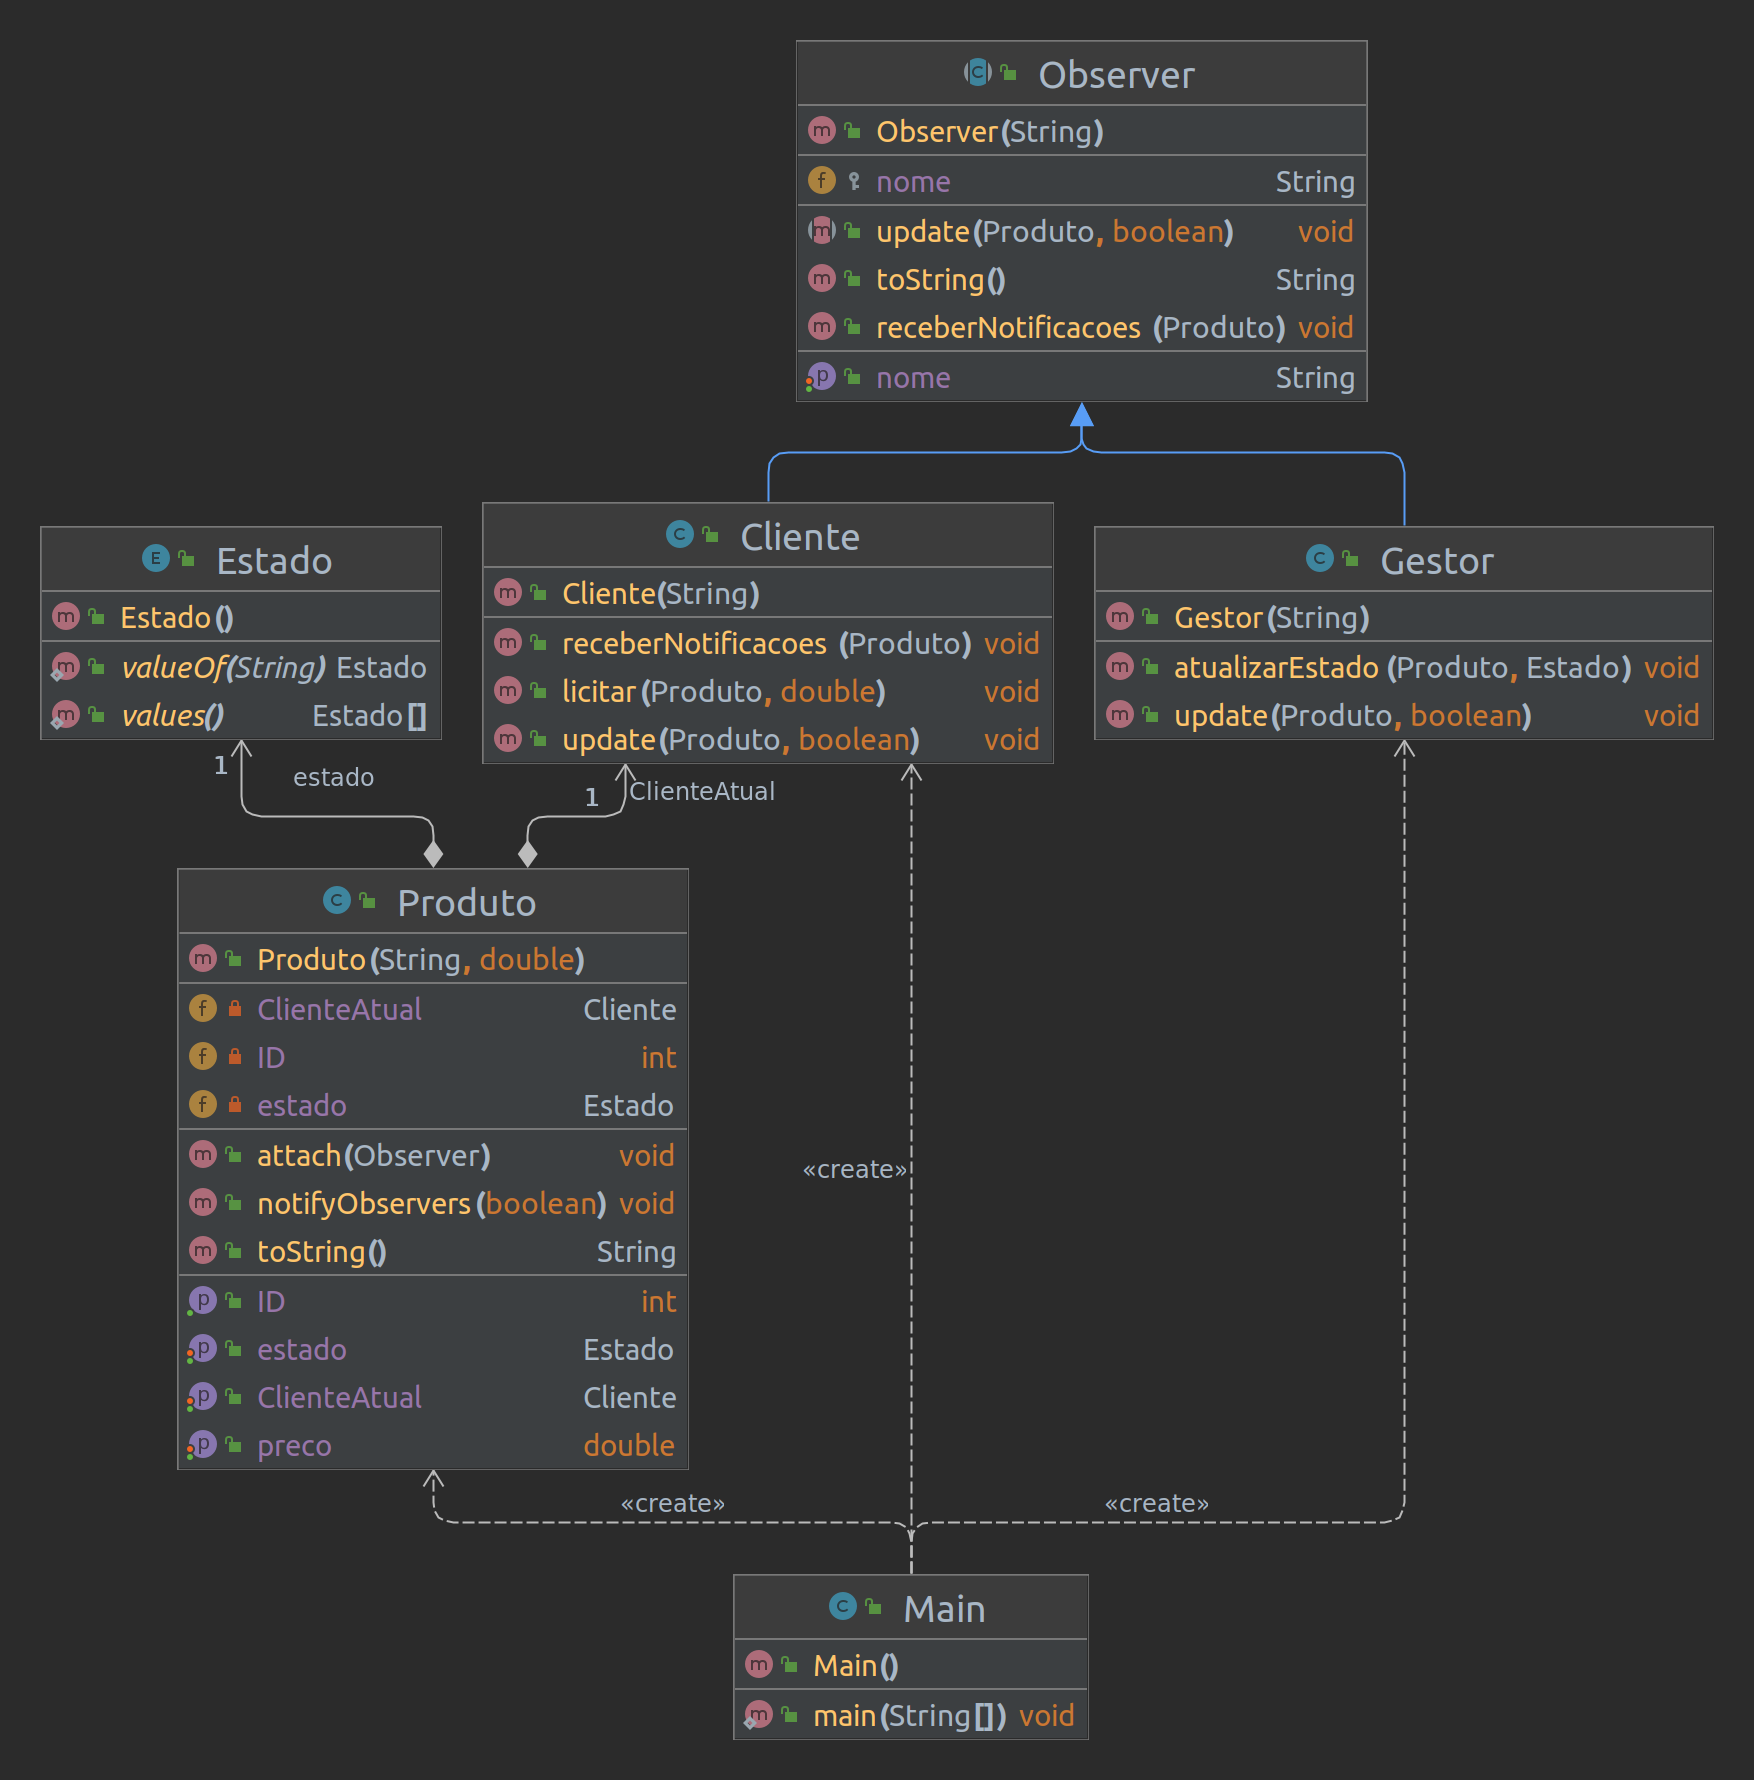 Observer
Observer(String)
nome String
update(Produto, boolean) void
toString() String
receberNotificacoes (Produto) void
nome String
Estado
Estado()
valueOf(String) Estado
values() Estado[]
Cliente
Cliente(String)
receberNotificacoes (Produto) void
licitar(Produto, double) void
update(Produto, boolean) void
Gestor
Gestor(String)
atualizarEstado (Produto, Estado) void
update(Produto, boolean) void
1
estado
1
ClienteAtual
Produto
Produto(String, double)
ClienteAtual Cliente
ID int
estado Estado
attach(Observer) void
notifyObservers (boolean) void
toString() String
ID int
estado Estado
ClienteAtual Cliente
preco double
«create»
«create»
«create»
Main
Main()
main(String[]) void